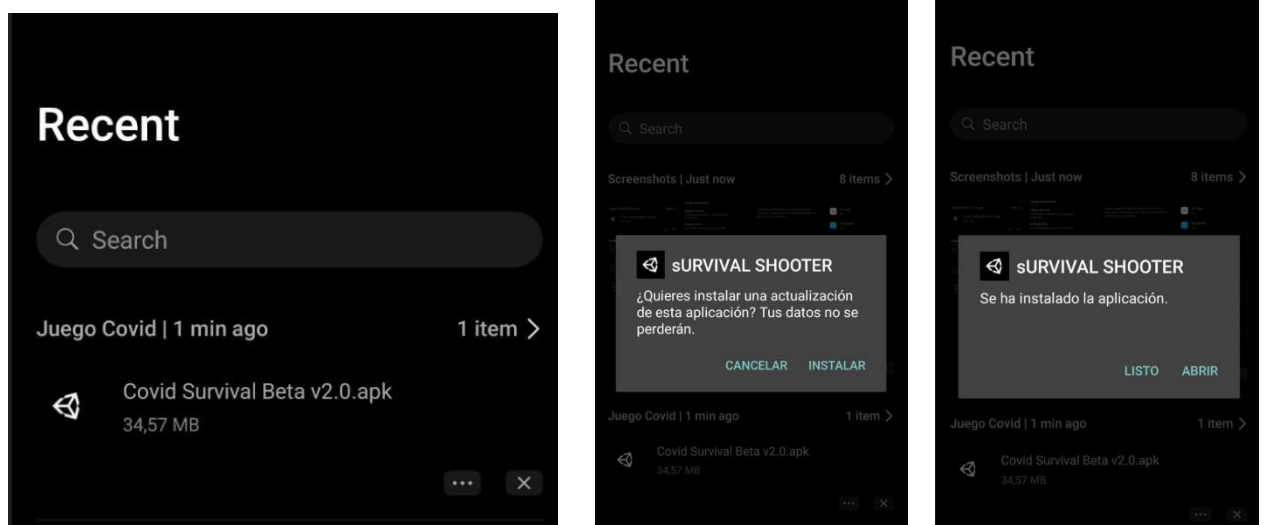 Recent
Search
Juego Covid | 1 min ago 1 item
Covid Survival Beta v2.0.apk
34,57 MB
Recent
Search
Screenshots | Just now 8 items
sURVIVAL SHOOTER
¿Quieres instalar una actualización
de esta aplicación? Tus datos no se
perderán.
CANCELAR INSTALAR
Juego Covid | 1 min ago 1 item
Covid Survival Beta v2.0.apk
34,57 MB
Recent
Search
Screenshots | Just now 8 items
sURVIVAL SHOOTER
Se ha instalado la aplicación.
LISTO ABRIR
Juego Covid | 1 min ago 1 item
Covid Survival Beta v2.0.apk
34,57 MB